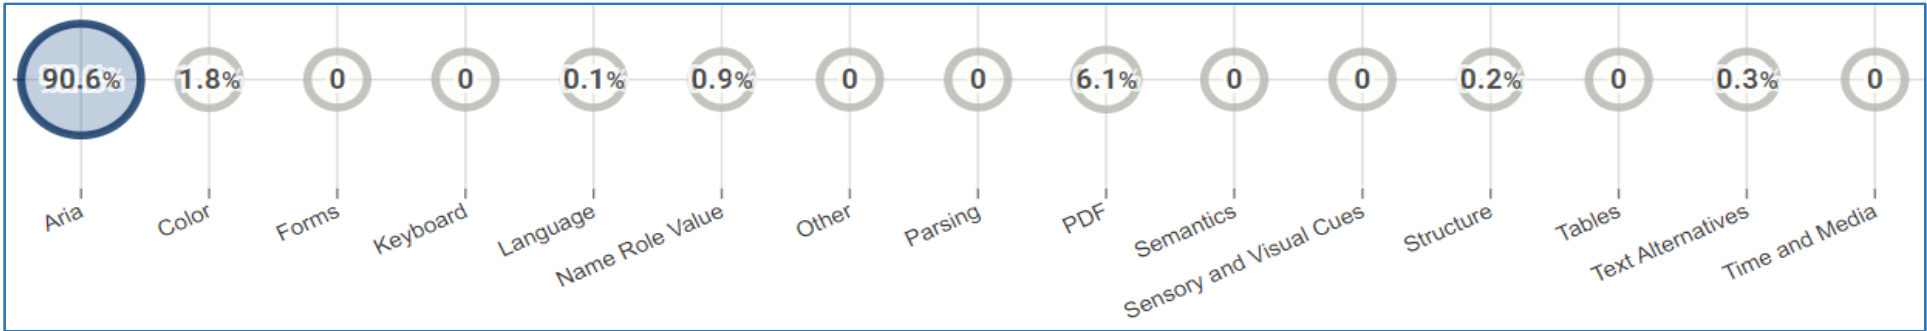 90.6% 1.8% 0 0 0.1% 0.9% 0 0 6.1% 0 0 0.2% 0 0.3% 0
Aria
Color
Forms
Keyboard
Language
Name Role Value
Other
Parsing
PDF
Semantics
Sensory and Visual Cues
Structure
Tables
Text Alternatives
Time and Media